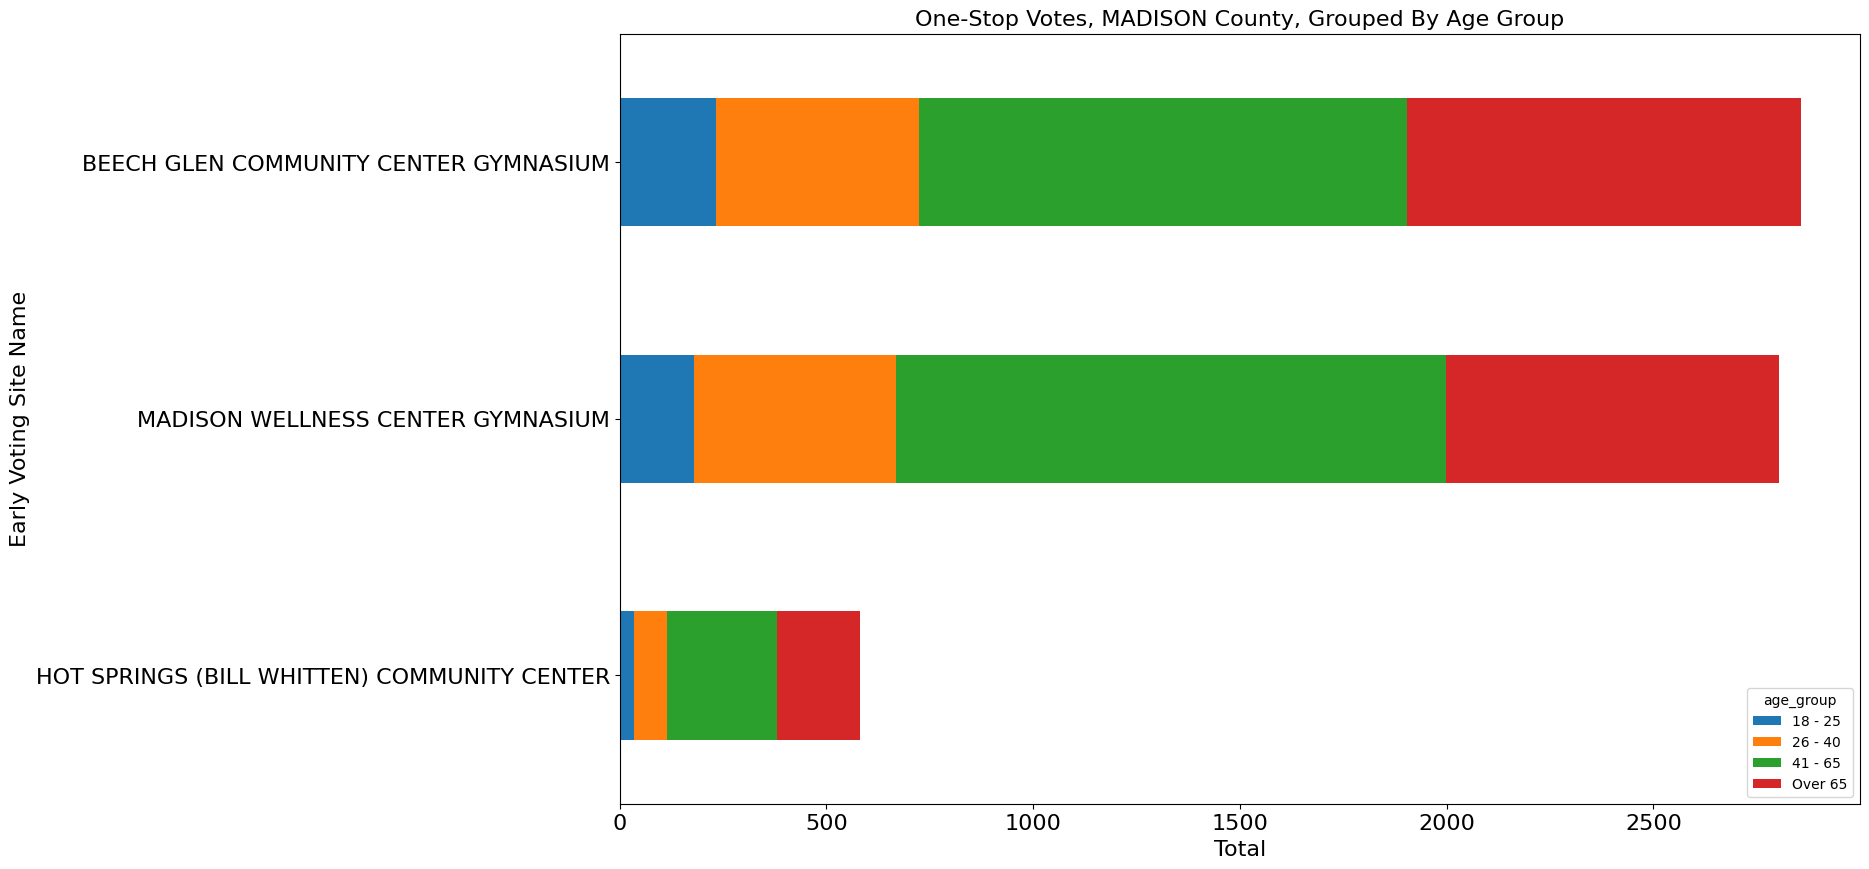 One-Stop Votes, MADISON County, Grouped By Age Group
Early Voting Site Name
BEECH GLEN COMMUNITY CENTER GYMNASIUM
MADISON WELLNESS CENTER GYMNASIUM
HOT SPRINGS (BILL WHITTEN) COMMUNITY CENTER
age_group
18 - 25
26 - 40
41 - 65
Over 65
0 500 1000 1500 2000 2500
Total